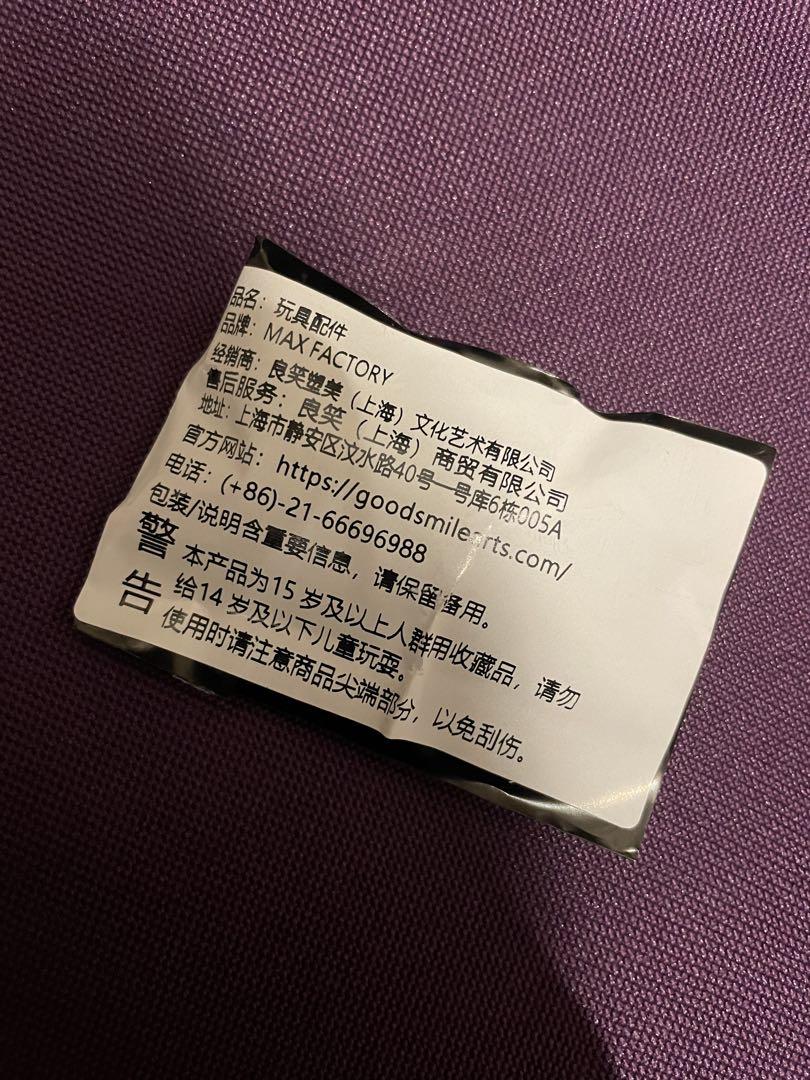 品名：玩具配件
品牌：MAX FACTORY
经销商：良笑塑美（上海）文化艺术有限公司
售后服务：良笑（上海）商贸有限公司
地址：上海市静安区汶水路40号一号库6栋005A
官方网站：https://goodsmilearts.com/
电话：(+86)-21-66696988
包装/说明含重要信息，请保留备用。
警告
本产品为15 岁及以上人群用收藏品，请勿
给14 岁及以下儿童玩耍。
使用时请注意商品尖端部分，以免刮伤。